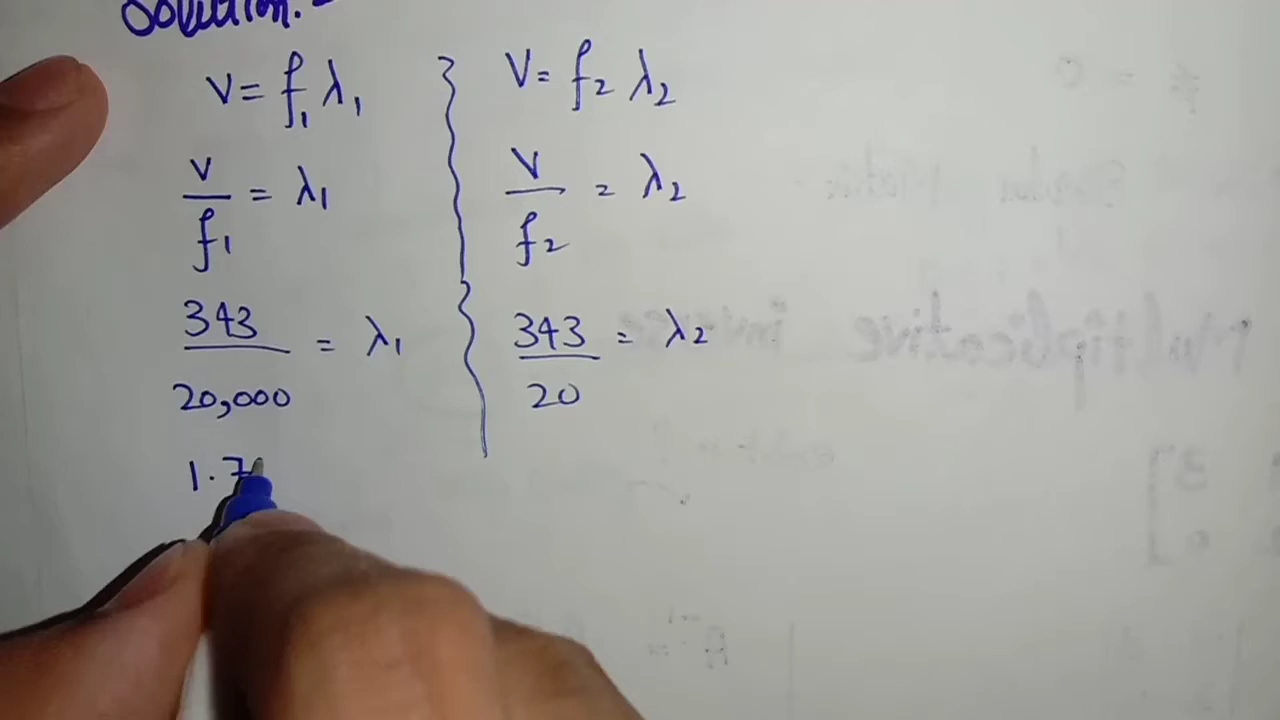 Solution:-
V = f₁ λ₁
V/f₁ = λ₁
343/20,000 = λ₁
1.7
V = f₂ λ₂
V/f₂ = λ₂
343/20 = λ₂